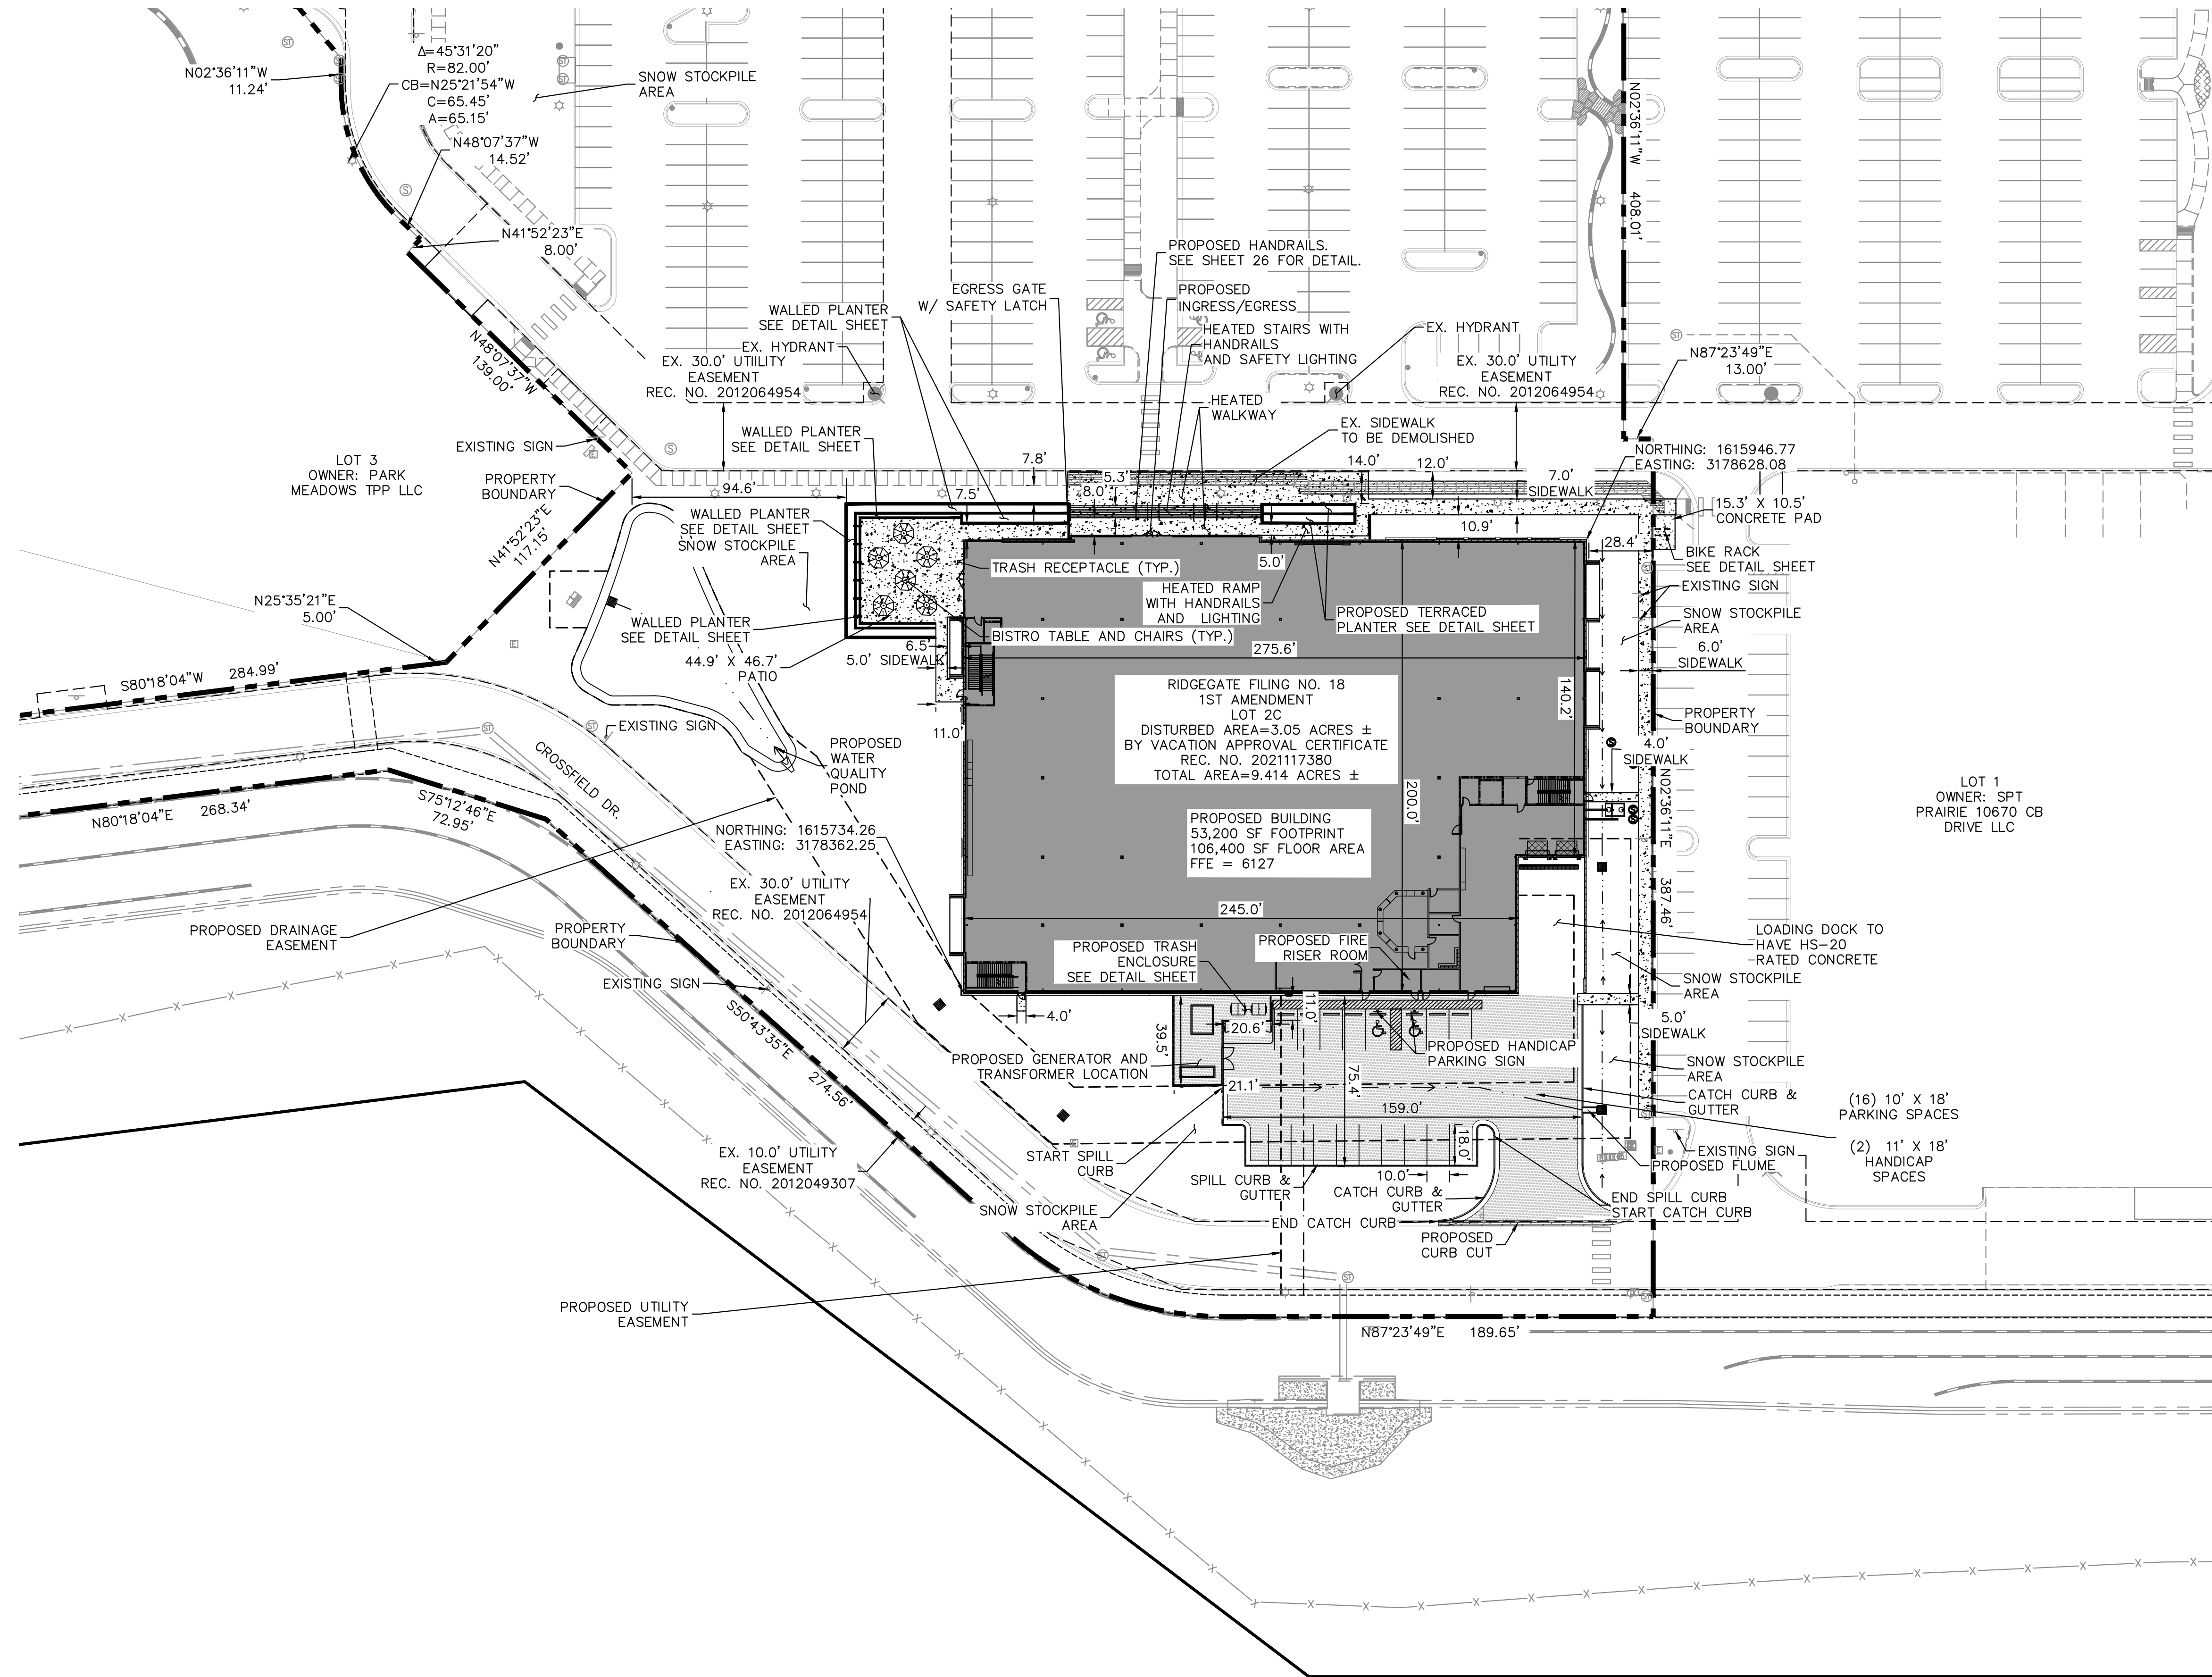 N02°36'11"W
11.24'
Δ=45°31'20"
R=82.00'
CB=N25°21'54"W
C=65.45'
A=65.15'
N48°07'37"W
14.52'
N41°52'23"E
8.00'
SNOW STOCKPILE
AREA
N02°36'11"W 408.01'
PROPOSED HANDRAILS.
SEE SHEET 26 FOR DETAIL.
EGRESS GATE
W/ SAFETY LATCH
PROPOSED
INGRESS/EGRESS
WALLED PLANTER
SEE DETAIL SHEET
HEATED STAIRS WITH
HANDRAILS
AND SAFETY LIGHTING
EX. HYDRANT
EX. HYDRANT
EX. 30.0' UTIILITY
EASEMENT
REC. NO. 2012064954
EX. 30.0' UTILITY
EASEMENT
REC. NO. 2012064954
N87°23'49"E
13.00'
N48°07'37"W
139.00'
HEATED
WALKWAY
WALLED PLANTER
SEE DETAIL SHEET
EX. SIDEWALK
TO BE DEMOLISHED
EXISTING SIGN
LOT 3
OWNER: PARK
MEADOWS TPP LLC
PROPERTY
BOUNDARY
7.8'
14.0'
12.0'
NORTHING: 1615946.77
EASTING: 3178628.08
94.6'
7.5'
5.3'
8.0'
7.0'
SIDEWALK
15.3' X 10.5'
CONCRETE PAD
WALLED PLANTER
SEE DETAIL SHEET
SNOW STOCKPILE
AREA
10.9'
28.4'
N41°52'23"E
117.15'
BIKE RACK
SEE DETAIL SHEET
EXISTING SIGN
TRASH RECEPTACLE (TYP.)
5.0'
HEATED RAMP
WITH HANDRAILS
AND LIGHTING
PROPOSED TERRACED
PLANTER SEE DETAIL SHEET
SNOW STOCKPILE
AREA
N25°35'21"E
5.00'
WALLED PLANTER
SEE DETAIL SHEET
BISTRO TABLE AND CHAIRS (TYP.)
6.5'
5.0' SIDEWALK
44.9' X 46.7'
PATIO
275.6'
6.0'
SIDEWALK
S80°18'04"W 284.99'
RIDGEGATE FILING NO. 18
1ST AMENDMENT
LOT 2C
DISTURBED AREA=3.05 ACRES ±
BY VACATION APPROVAL CERTIFICATE
REC. NO. 2021117380
TOTAL AREA=9.414 ACRES ±
140.2'
PROPERTY
BOUNDARY
EXISTING SIGN
11.0'
PROPOSED
WATER
QUALITY
POND
4.0'
SIDEWALK
CROSSFIELD DR.
N02°36'11"E 387.46'
LOT 1
OWNER: SPT
PRAIRIE 10670 CB
DRIVE LLC
N80°18'04"E 268.34'
S75°12'46"E
72.95'
200.0'
PROPOSED BUILDING
53,200 SF FOOTPRINT
106,400 SF FLOOR AREA
FFE = 6127
NORTHING: 1615734.26
EASTING: 3178362.25
EX. 30.0' UTILITY
EASEMENT
REC. NO. 2012064954
245.0'
PROPOSED DRAINAGE
EASEMENT
PROPERTY
BOUNDARY
PROPOSED TRASH
ENCLOSURE
SEE DETAIL SHEET
PROPOSED FIRE
RISER ROOM
LOADING DOCK TO
HAVE HS-20
RATED CONCRETE
EXISTING SIGN
SNOW STOCKPILE
AREA
S50°43'35"E
274.56'
4.0'
39.5'
20.6'
11.0'
5.0'
SIDEWALK
PROPOSED GENERATOR AND
TRANSFORMER LOCATION
PROPOSED HANDICAP
PARKING SIGN
SNOW STOCKPILE
AREA
21.1'
75.4'
159.0'
CATCH CURB &
GUTTER
(16) 10' X 18'
PARKING SPACES
(2) 11' X 18'
HANDICAP
SPACES
EX. 10.0' UTILITY
EASEMENT
REC. NO. 2012049307
START SPILL
CURB
18.0'
EXISTING SIGN
PROPOSED FLUME
SPILL CURB &
GUTTER
10.0'
CATCH CURB &
GUTTER
END SPILL CURB
START CATCH CURB
SNOW STOCKPILE
AREA
END CATCH CURB
PROPOSED
CURB CUT
PROPOSED UTILITY
EASEMENT
N87°23'49"E 189.65'